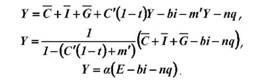 Y = C̅ + I̅ + G̅ + C'(1-t)Y - bi - m'Y - nq,
Y = 1/(1-(C'(1-t)+m')) (C̅ + I̅ + G̅ - bi - nq),
Y = α(E - bi - nq).